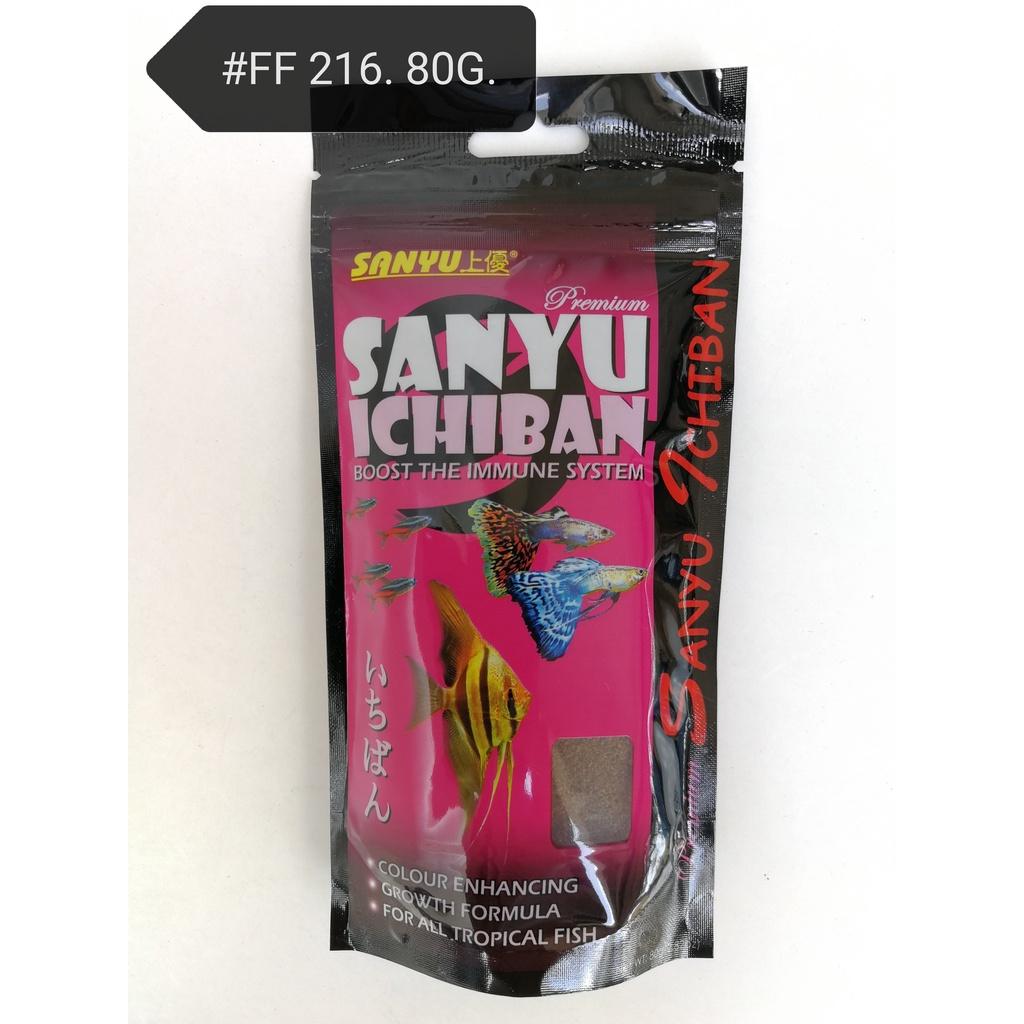 #FF 216. 80G.
SANYU上優®
Premium
SANYU
ICHIBAN
BOOST THE IMMUNE SYSTEM
いちばん
COLOUR ENHANCING
GROWTH FORMULA
FOR ALL TROPICAL FISH
Premium
SANYU ICHIBAN